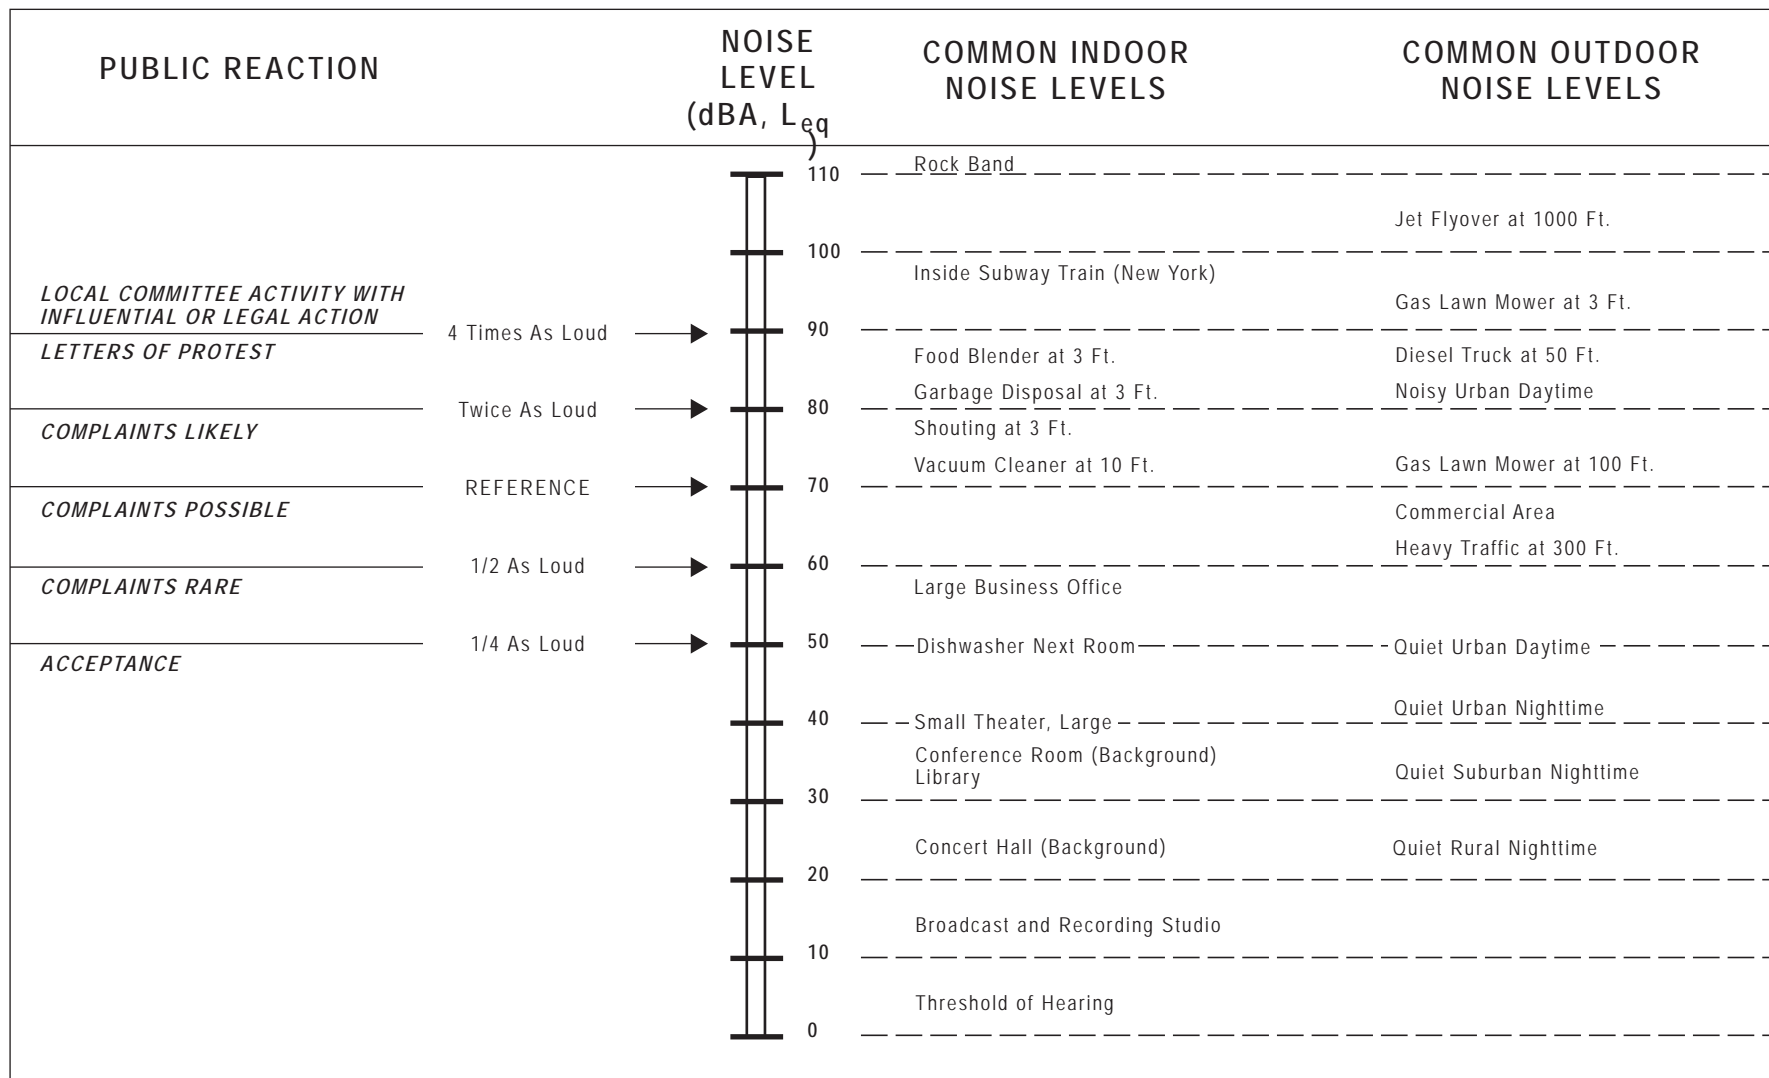 PUBLIC REACTION
NOISE
LEVEL
(dBA, Leq
)
COMMON INDOOR
NOISE LEVELS
COMMON OUTDOOR
NOISE LEVELS
110
Rock Band
Jet Flyover at 1000 Ft.
100
Inside Subway Train (New York)
LOCAL COMMITTEE ACTIVITY WITH
INFLUENTIAL OR LEGAL ACTION
Gas Lawn Mower at 3 Ft.
4 Times As Loud
90
LETTERS OF PROTEST
Food Blender at 3 Ft.
Diesel Truck at 50 Ft.
Garbage Disposal at 3 Ft.
Noisy Urban Daytime
Twice As Loud
80
COMPLAINTS LIKELY
Shouting at 3 Ft.
Vacuum Cleaner at 10 Ft.
Gas Lawn Mower at 100 Ft.
REFERENCE
70
COMPLAINTS POSSIBLE
Commercial Area
Heavy Traffic at 300 Ft.
1/2 As Loud
60
COMPLAINTS RARE
Large Business Office
1/4 As Loud
50
Dishwasher Next Room
Quiet Urban Daytime
ACCEPTANCE
Quiet Urban Nighttime
40
Small Theater, Large
Conference Room (Background)
Library
Quiet Suburban Nighttime
30
Concert Hall (Background)
Quiet Rural Nighttime
20
Broadcast and Recording Studio
10
Threshold of Hearing
0